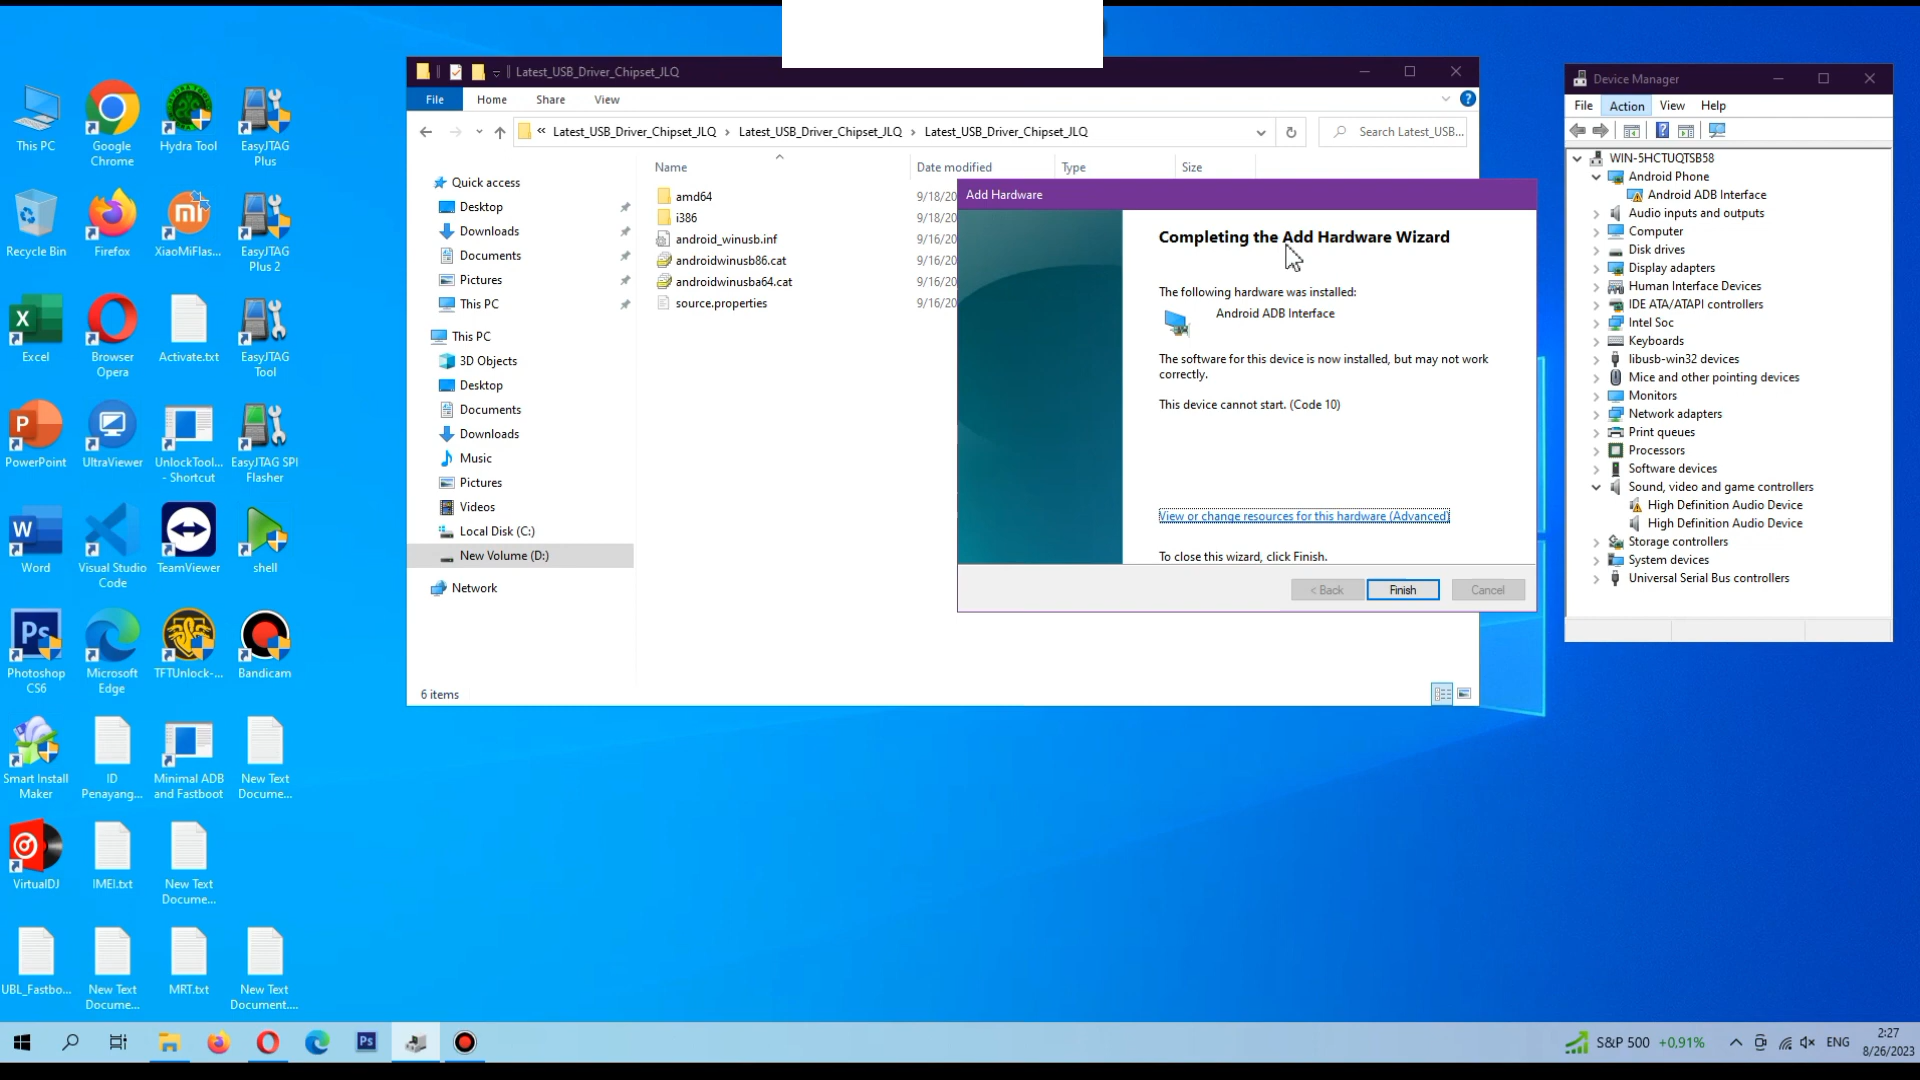 This PC
Google
Chrome
Hydra Tool
EasyJTAG
Plus
Recycle Bin
Firefox
XiaoMiFlas...
EasyJTAG
Plus 2
Excel
Browser
Opera
Activate.txt
EasyJTAG
Tool
PowerPoint
UltraViewer
UnlockTool...
- Shortcut
EasyJTAG SPI
Flasher
Word
Visual Studio
Code
TeamViewer
shell
Photoshop
CS6
Microsoft
Edge
TFTUnlock-...
Bandicam
Smart Install
Maker
ID
Penayang...
Minimal ADB
and Fastboot
New Text
Docume...
VirtualDJ
IMEI.txt
New Text
Docume...
UBL_Fastbo...
New Text
Docume...
MRT.txt
New Text
Document....
Latest_USB_Driver_Chipset_JLQ
File
Home
Share
View
« Latest_USB_Driver_Chipset_JLQ › Latest_USB_Driver_Chipset_JLQ › Latest_USB_Driver_Chipset_JLQ
Search Latest_USB...
Quick access
Desktop
Downloads
Documents
Pictures
This PC
This PC
3D Objects
Desktop
Documents
Downloads
Music
Pictures
Videos
Local Disk (C:)
New Volume (D:)
Network
Name
Date modified
Type
Size
amd64
9/18/20
i386
9/18/20
android_winusb.inf
9/16/20
androidwinusb86.cat
9/16/20
androidwinusba64.cat
9/16/20
source.properties
9/16/20
6 items
Add Hardware
Completing the Add Hardware Wizard
The following hardware was installed:
Android ADB Interface
The software for this device is now installed, but may not work
correctly.
This device cannot start. (Code 10)
View or change resources for this hardware (Advanced)
To close this wizard, click Finish.
< Back
Finish
Cancel
Device Manager
File
Action
View
Help
WIN-5HCTUQTSB58
Android Phone
Android ADB Interface
Audio inputs and outputs
Computer
Disk drives
Display adapters
Human Interface Devices
IDE ATA/ATAPI controllers
Intel Soc
Keyboards
libusb-win32 devices
Mice and other pointing devices
Monitors
Network adapters
Print queues
Processors
Software devices
Sound, video and game controllers
High Definition Audio Device
High Definition Audio Device
Storage controllers
System devices
Universal Serial Bus controllers
S&P 500 +0,91%
ENG
2:27
8/26/2023